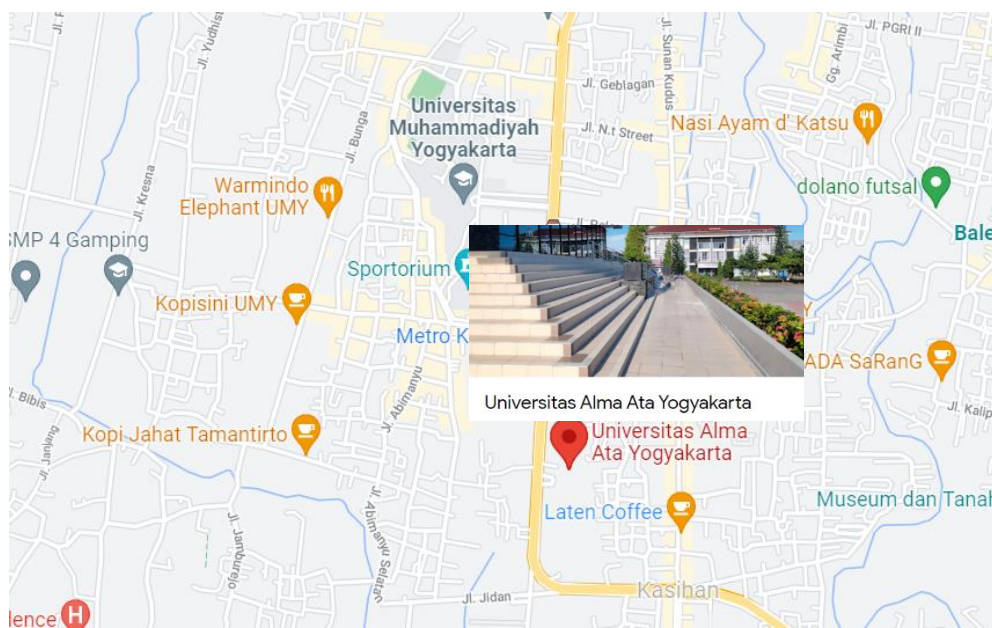 Jl. Yudhist
Jl. PGRI II
Gg. Arimbi
Jl. Sunan Kudus
Jl. Geblagan
Universitas
Muhammadiyah
Yogyakarta
Jl. Bunga
Jl. N.t Street
Nasi Ayam d' Katsu
Warmindo
Elephant UMY
Jl. Kresna
dolano futsal
Bale
SMP 4 Gamping
Sportorium
Kopisini UMY
Metro K
Y
ADA SaRanG
Universitas Alma Ata Yogyakarta
Jl. Bibis
Jl. Abimanyu
Jl. Kalip
Kopi Jahat Tamantirto
Jl. Janjang
Universitas Alma
Ata Yogyakarta
Laten Coffee
Museum dan Tanah
Jl. Jamburejo
Jl. Abimanyu Selatan
Kasihan
Jl. Jidan
lence
H